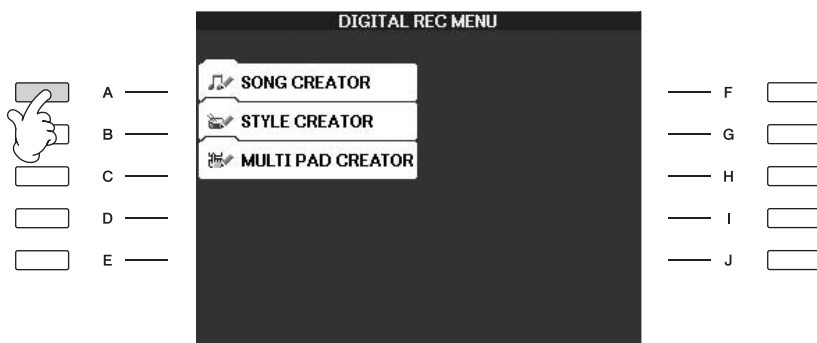 DIGITAL REC MENU
A
SONG CREATOR
F
B
STYLE CREATOR
G
C
MULTI PAD CREATOR
H
D
I
E
J